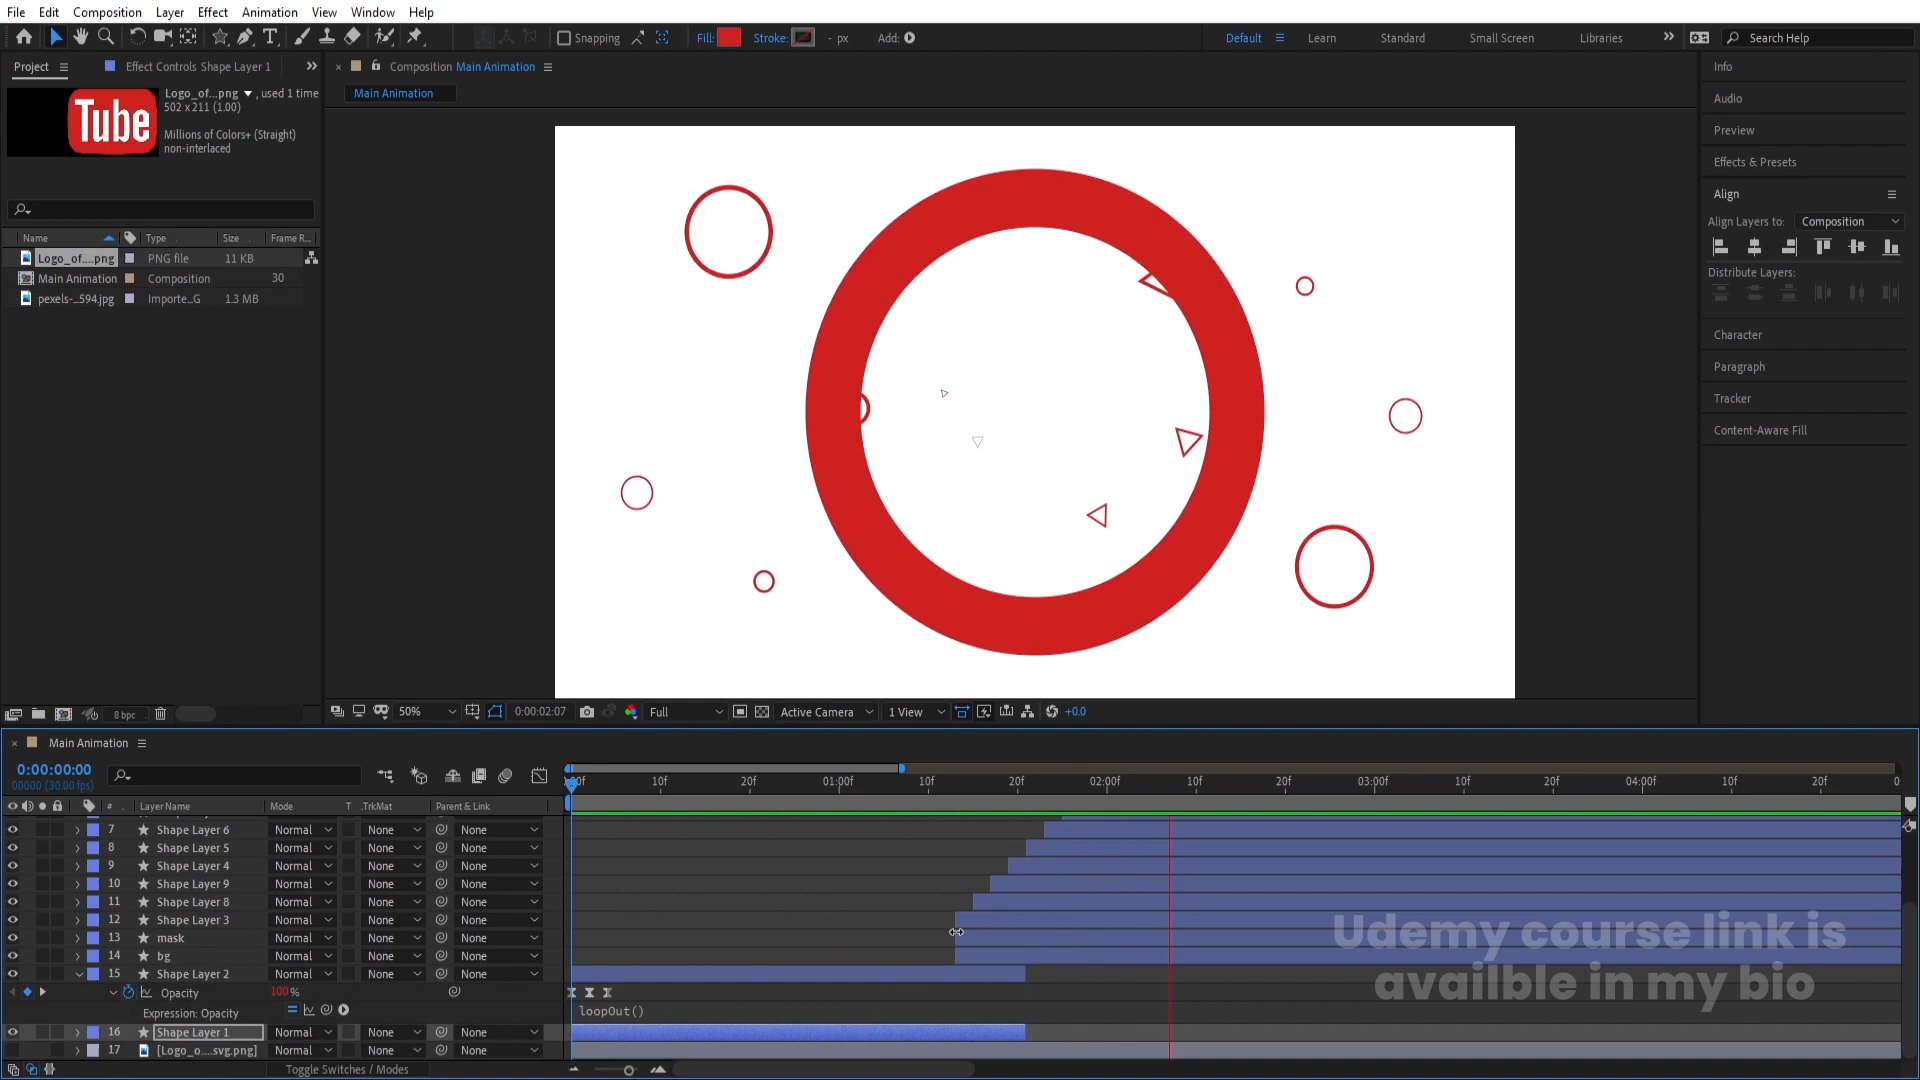 File Edit Composition Layer Effect Animation View Window Help
Snapping Fill: Stroke: - px Add: Default Learn Standard Small Screen Libraries Search Help
Project Effect Controls Shape Layer 1 Composition Main Animation
Main Animation
Tube
Logo_of...png , used 1 time
502 x 211 (1.00)
Millions of Colors+ (Straight)
non-interlaced
Name Type Size Frame R...
Logo_of....png PNG file 11 KB
Main Animation Composition 30
pexels-...594.jpg Importe...G 1.3 MB
Info
Audio
Preview
Effects & Presets
Align
Align Layers to: Composition
Distribute Layers:
Character
Paragraph
Tracker
Content-Aware Fill
8 bpc 50% 0:00:02:07 Full Active Camera 1 View +0.0
Main Animation
0:00:00:00
00000 (30.00 fps)
10f 20f 01:00f 10f 20f 02:00f 10f 20f 03:00f 10f 20f 04:00f 10f 20f
# Layer Name Mode T .TrkMat Parent & Link
7 Shape Layer 6 Normal None None
8 Shape Layer 5 Normal None None
9 Shape Layer 4 Normal None None
10 Shape Layer 9 Normal None None
11 Shape Layer 8 Normal None None
12 Shape Layer 3 Normal None None
13 mask Normal None None
14 bg Normal None None
15 Shape Layer 2 Normal None None
Opacity 100%
Expression: Opacity loopOut()
16 Shape Layer 1 Normal None None
17 [Logo_o....svg.png] Normal None None
Toggle Switches / Modes
Udemy course link is
availble in my bio